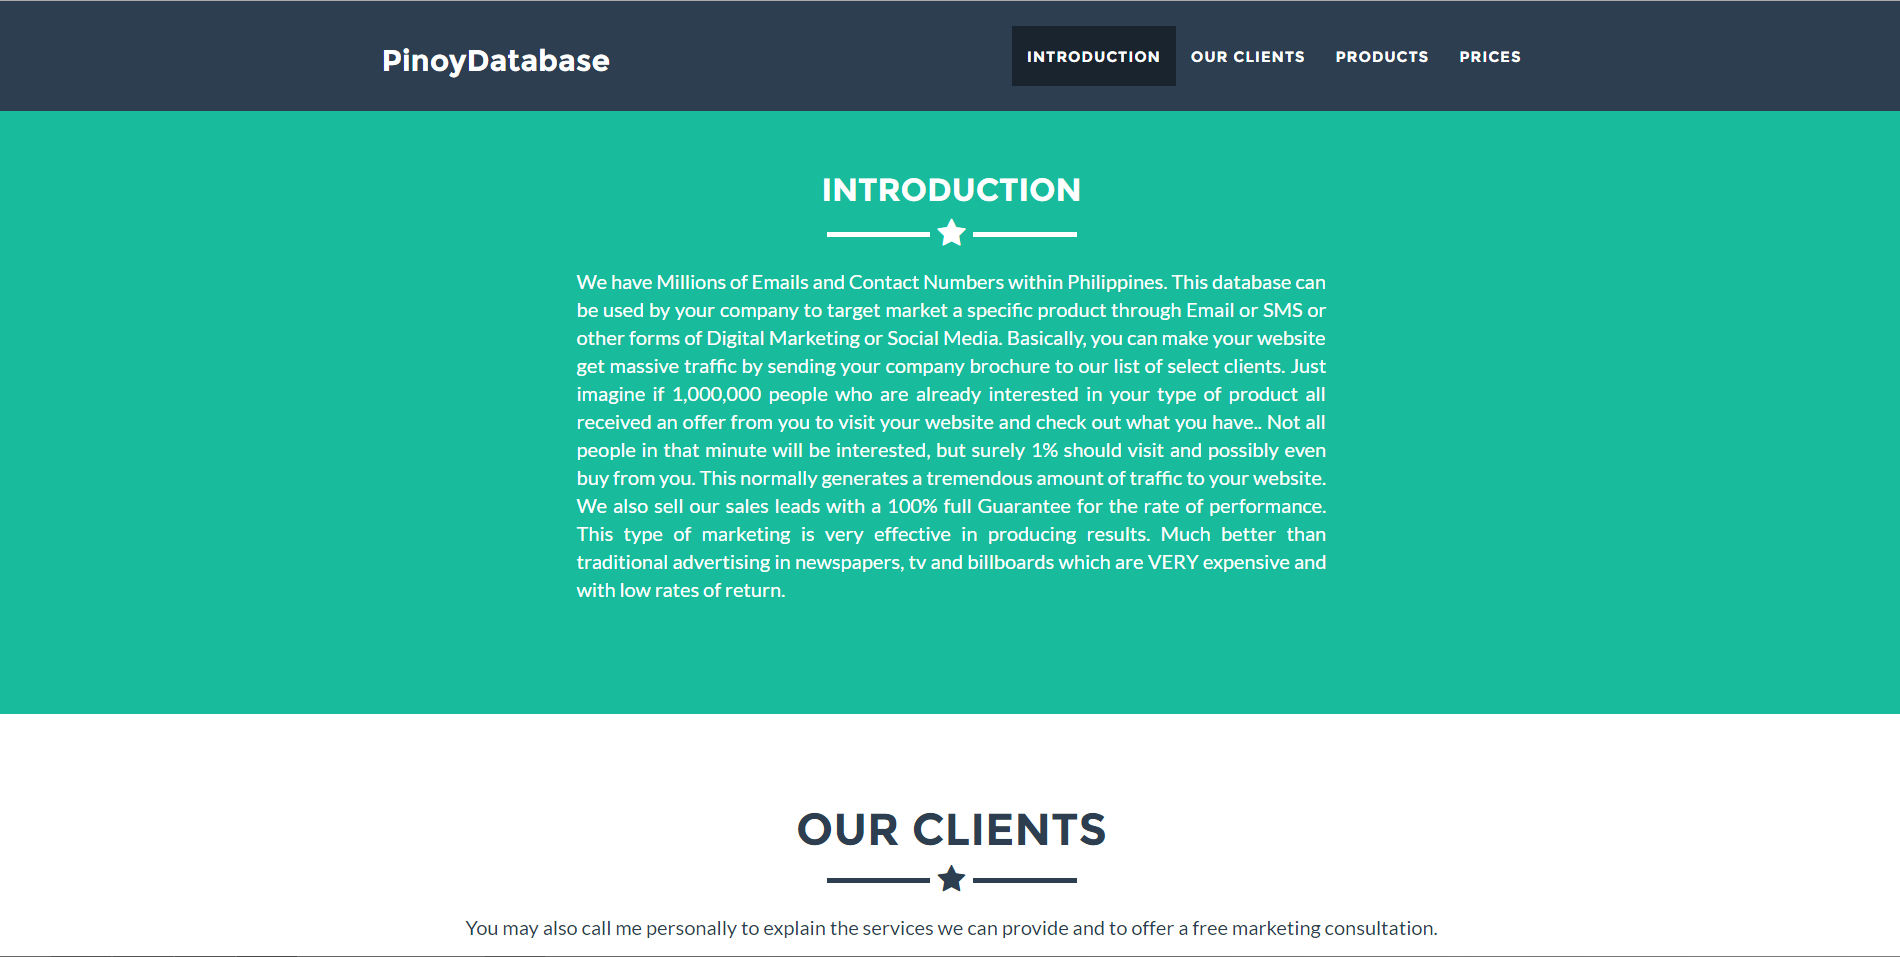 PinoyDatabase
INTRODUCTION
OUR CLIENTS
PRODUCTS
PRICES
INTRODUCTION
We have Millions of Emails and Contact Numbers within Philippines. This database can
be used by your company to target market a specific product through Email or SMS or
other forms of Digital Marketing or Social Media. Basically, you can make your website
get massive traffic by sending your company brochure to our list of select clients. Just
imagine if 1,000,000 people who are already interested in your type of product all
received an offer from you to visit your website and check out what you have.. Not all
people in that minute will be interested, but surely 1% should visit and possibly even
buy from you. This normally generates a tremendous amount of traffic to your website.
We also sell our sales leads with a 100% full Guarantee for the rate of performance.
This type of marketing is very effective in producing results. Much better than
traditional advertising in newspapers, tv and billboards which are VERY expensive and
with low rates of return.
OUR CLIENTS
You may also call me personally to explain the services we can provide and to offer a free marketing consultation.